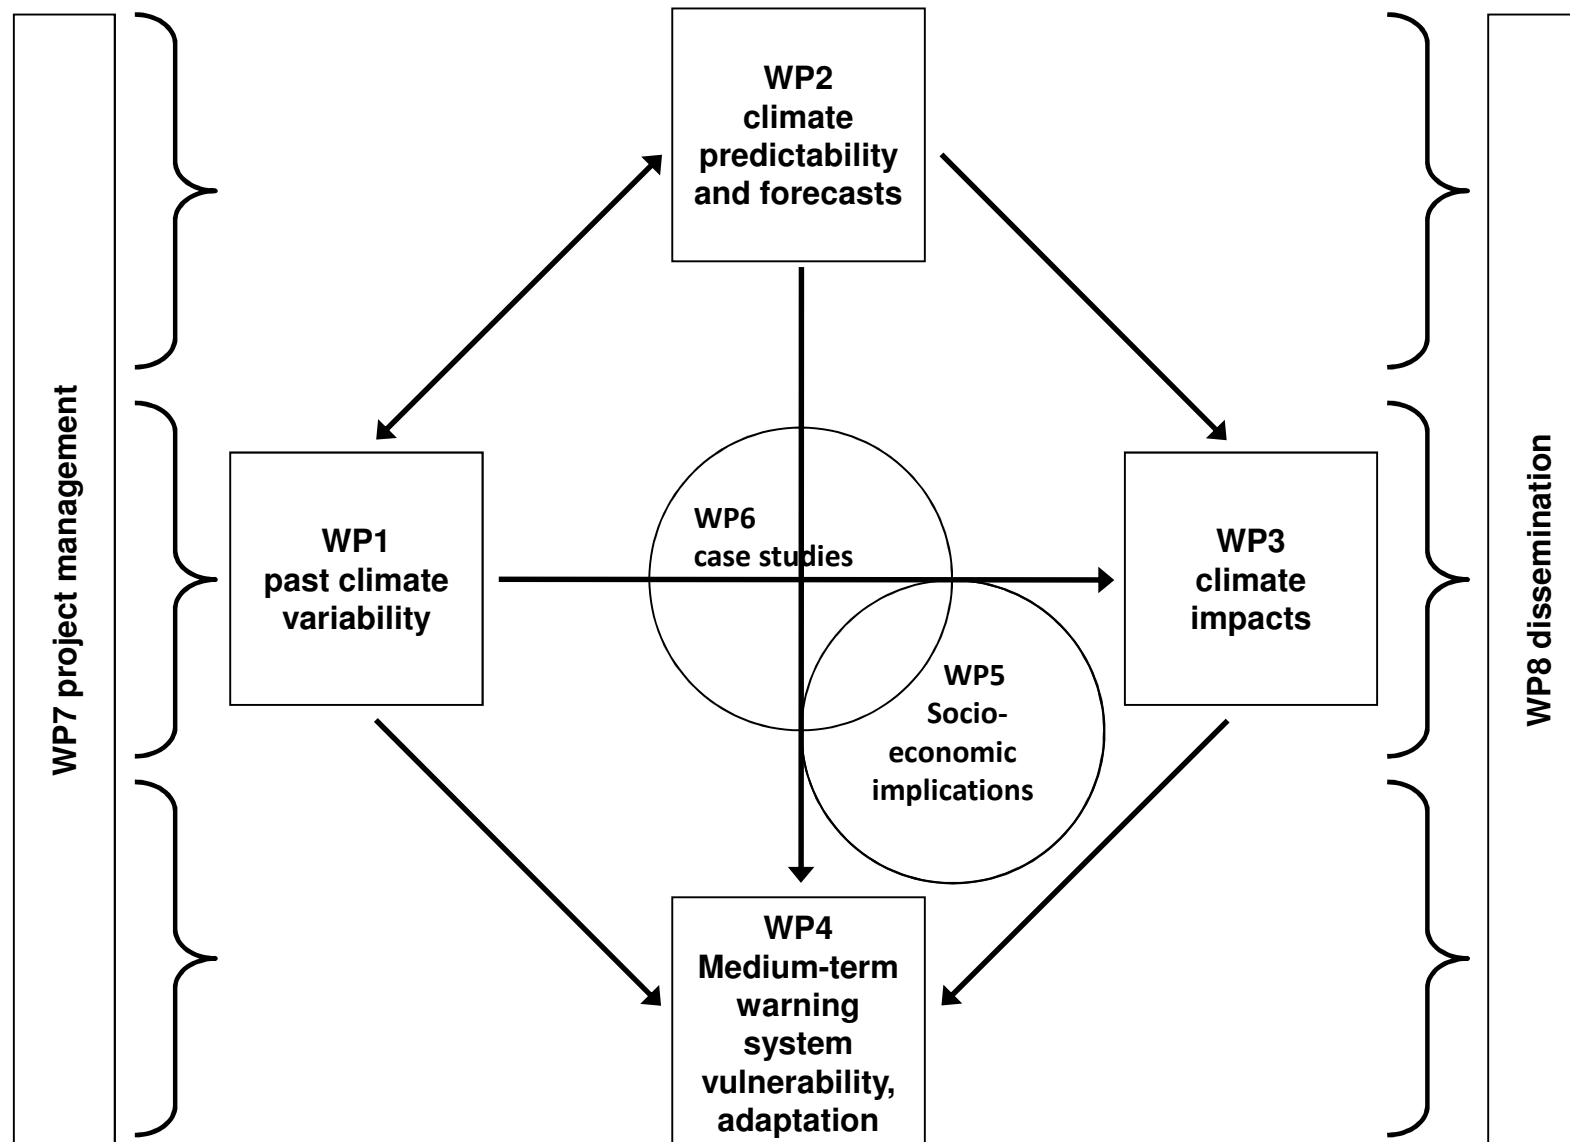 WP7 project management
WP2
climate
predictability
and forecasts
WP1
past climate
variability
WP6
case studies
WP3
climate
impacts
WP5
Socio-
economic
implications
WP4
Medium-term
warning
system
vulnerability,
adaptation
WP8 dissemination